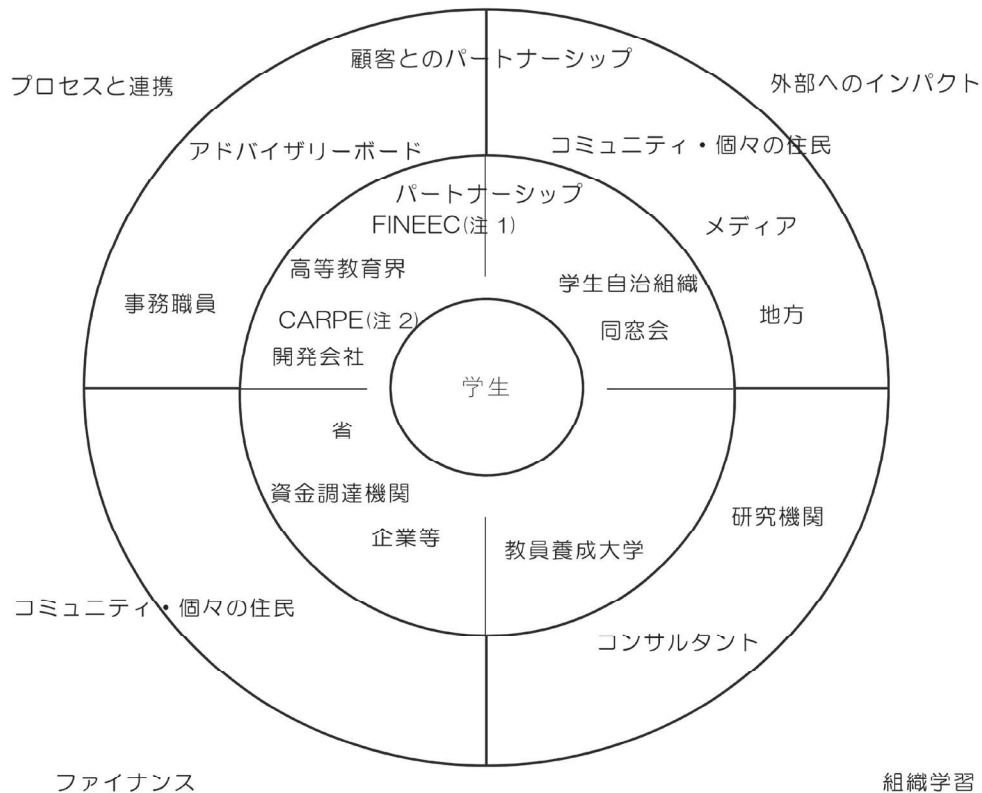 顧客とのパートナーシップ
プロセスと連携
外部へのインパクト
アドバイザリーボード
コミュニティ・個々の住民
パートナーシップ
FINEEC(注 1)
メディア
高等教育界
学生自治組織
事務職員
CARPE(注 2)
同窓会
地方
開発会社
学生
省
資金調達機関
研究機関
企業等
教員養成大学
コミュニティ・個々の住民
コンサルタント
ファイナンス
組織学習